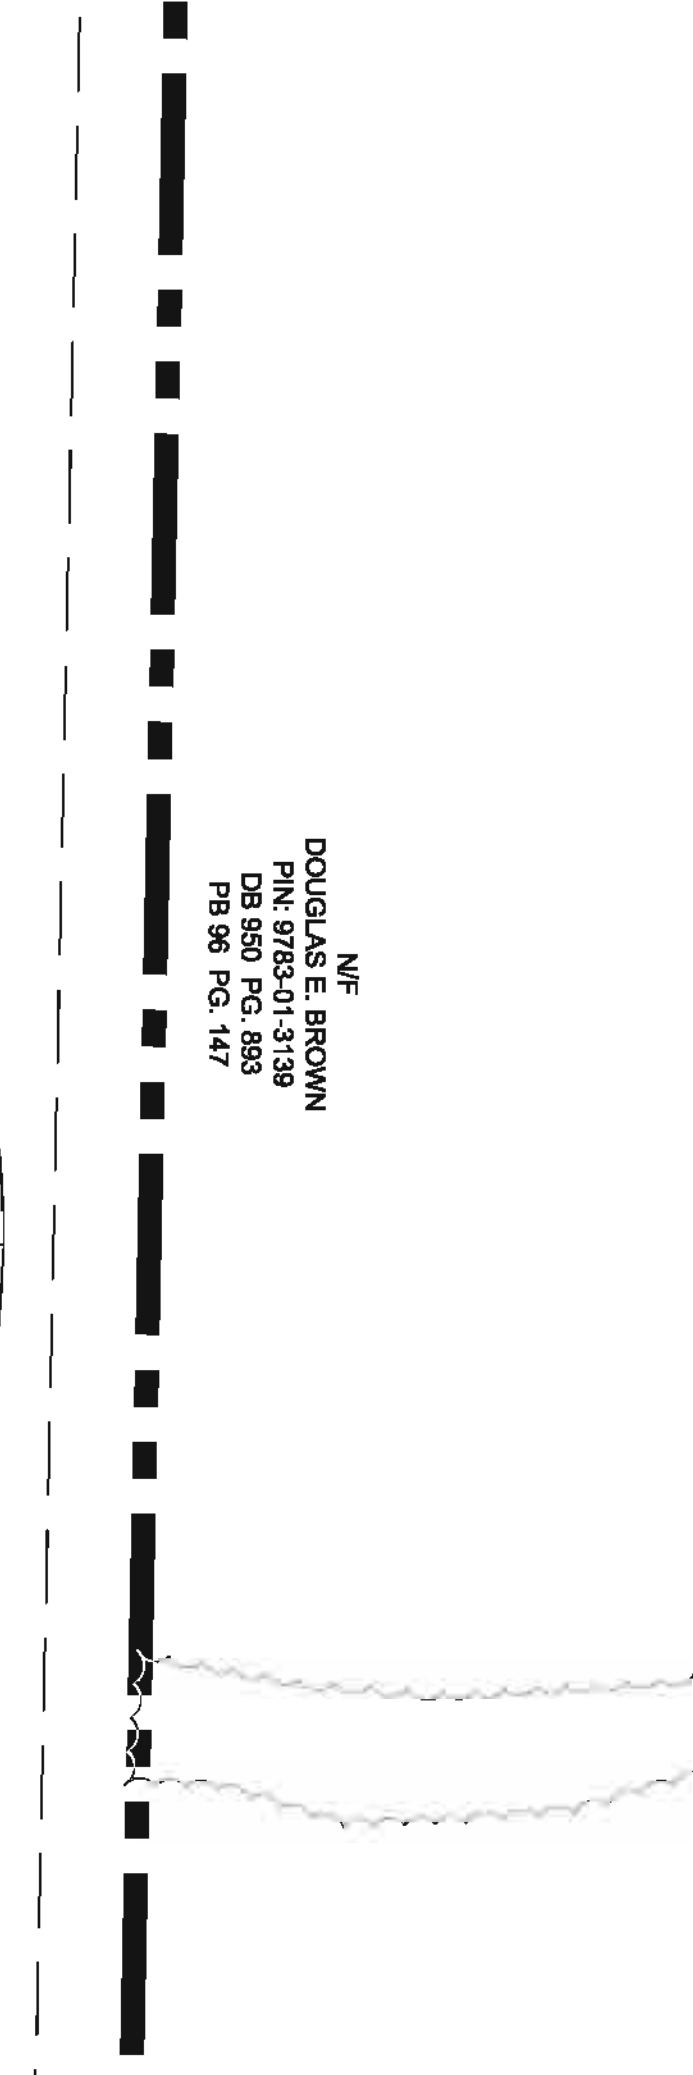 N/F
DOUGLAS E. BROWN
PIN: 9783-01-3139
DB 950 PG. 893
PB 96 PG. 147